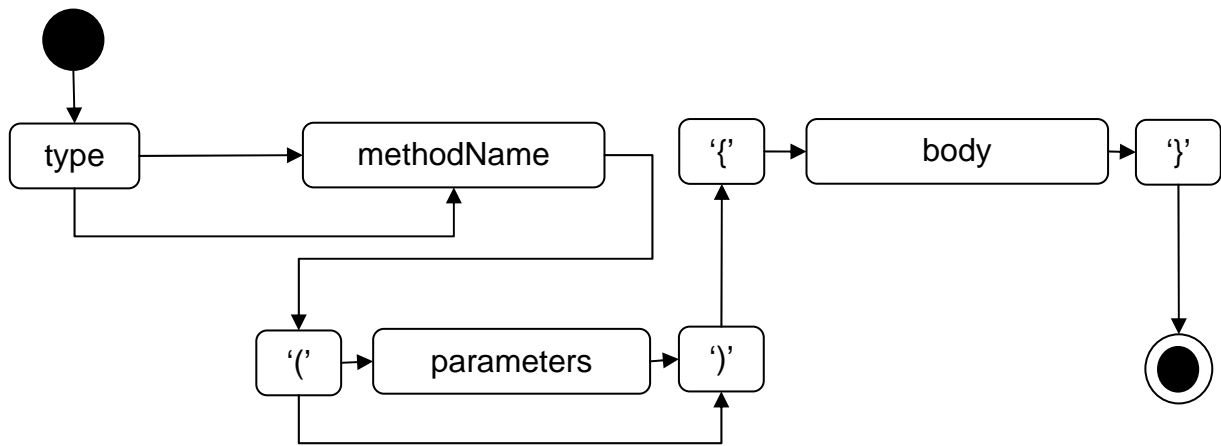 type
methodName
‘{’
body
‘}’
‘(’
parameters
‘)’